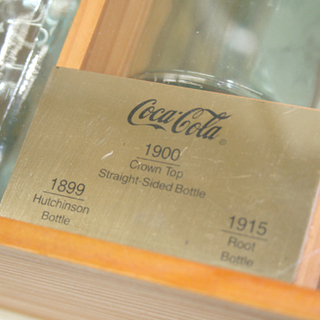 Coca-Cola ®
1900
Crown Top
Straight-Sided Bottle
1899
Hutchinson
Bottle
1915
Root
Bottle